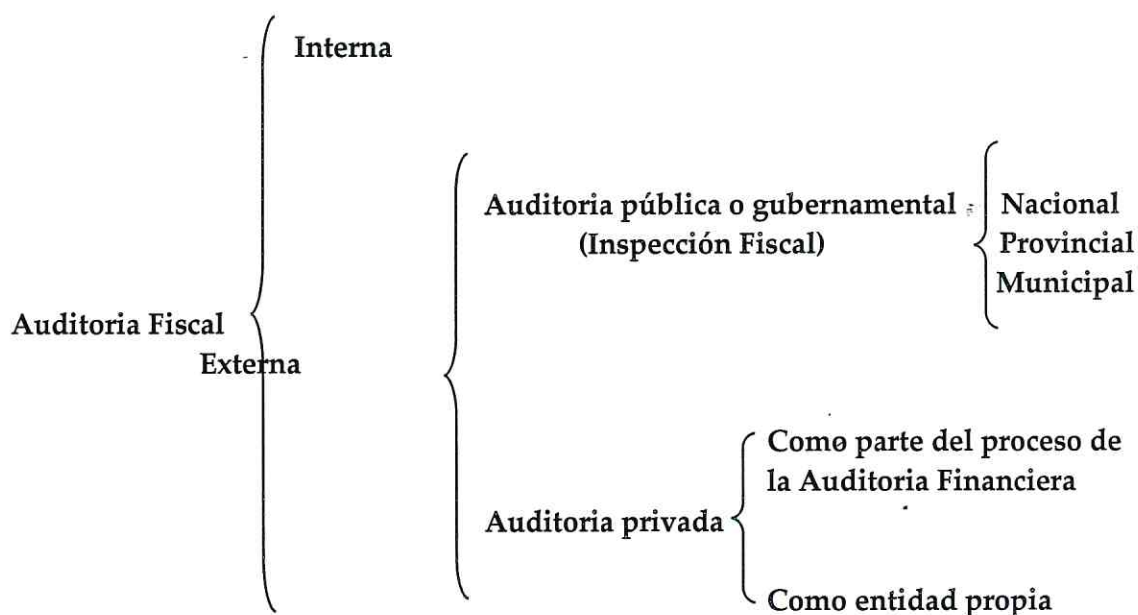 Interna
Auditoria pública o gubernamental
(Inspección Fiscal)
Nacional
Provincial
Municipal
Auditoria Fiscal
Externa
Como parte del proceso de
la Auditoria Financiera
Auditoria privada
Como entidad propia